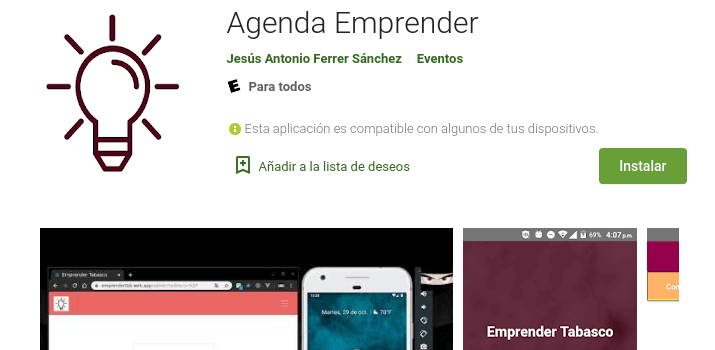 Agenda Emprender
Jesús Antonio Ferrer Sánchez Eventos
E Para todos
Esta aplicación es compatible con algunos de tus dispositivos.
Añadir a la lista de deseos
Instalar
69% 4:07 p.m.
Emprender Tabasco
Martes, 29 de oct. 78°F
Emprender Tabasco
Con